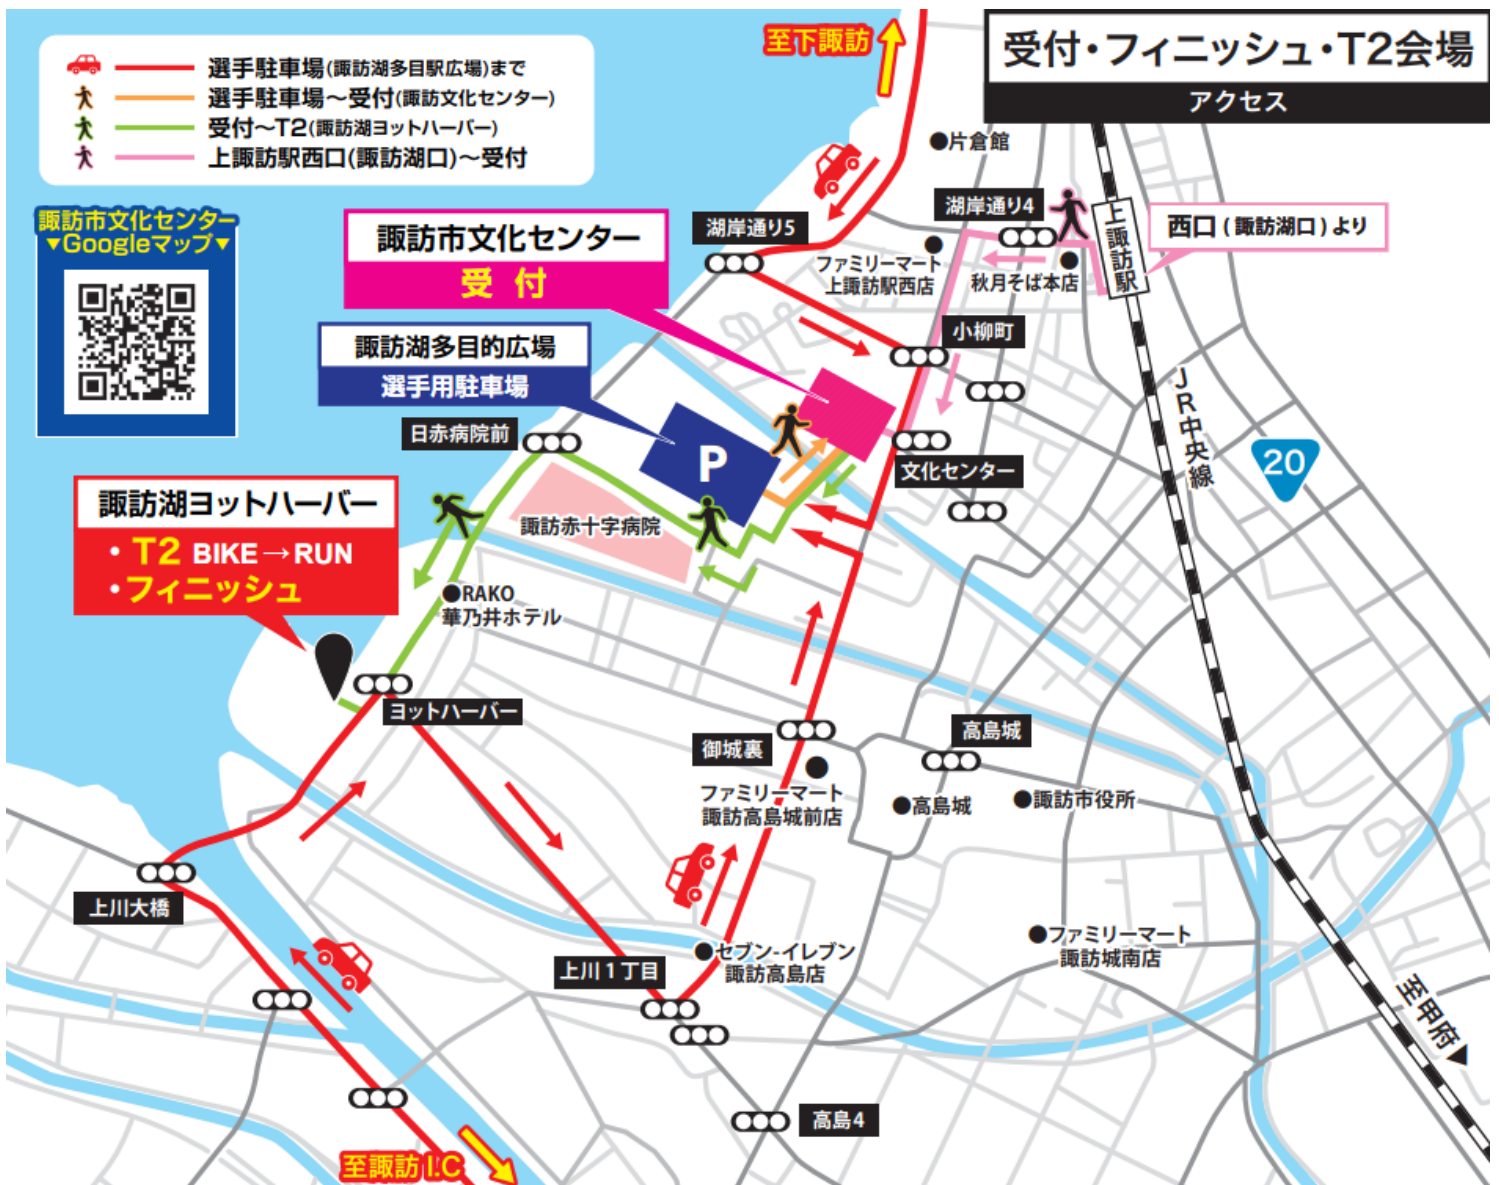 受付・フィニッシュ・T2会場
アクセス
選手駐車場(諏訪湖多目駅広場)まで
選手駐車場～受付(諏訪文化センター)
受付～T2(諏訪湖ヨットハーバー)
上諏訪駅西口(諏訪湖口)～受付
諏訪市文化センター
▼Googleマップ▼
至下諏訪
片倉館
湖岸通り4
湖岸通り5
上諏訪駅
西口(諏訪湖口)より
諏訪市文化センター
受付
ファミリーマート
上諏訪駅西店
秋月そば本店
小柳町
諏訪湖多目的広場
選手用駐車場
P
日赤病院前
文化センター
JR中央線
20
諏訪湖ヨットハーバー
・T2 BIKE→RUN
・フィニッシュ
諏訪赤十字病院
RAKO
華乃井ホテル
ヨットハーバー
御城裏
高島城
ファミリーマート
諏訪高島城前店
高島城
諏訪市役所
上川大橋
上川1丁目
セブン-イレブン
諏訪高島店
ファミリーマート
諏訪城南店
至甲府▶
高島4
至諏訪I.C